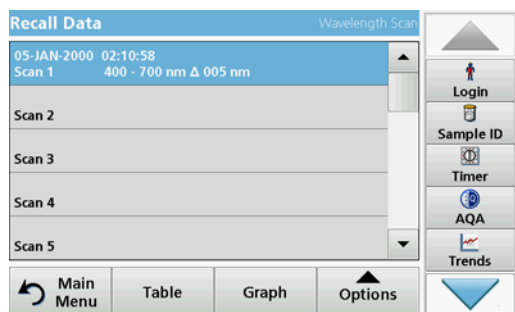 Recall Data
Wavelength Scan
05-JAN-2000 02:10:58
Scan 1 400 - 700 nm Δ 005 nm
Scan 2
Scan 3
Scan 4
Scan 5
Login
Sample ID
Timer
AQA
Trends
Main
Menu
Table
Graph
Options